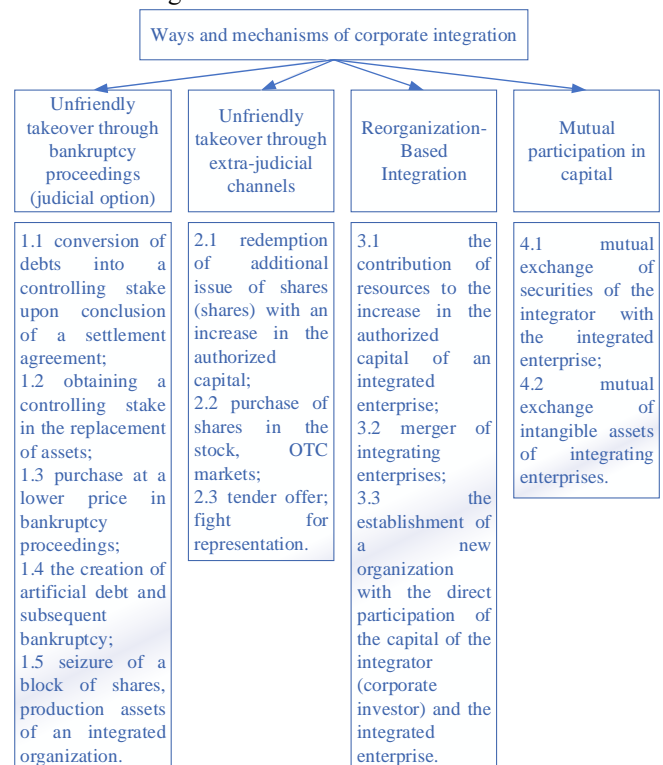 Ways and mechanisms of corporate integration
Unfriendly
takeover through
bankruptcy
proceedings
(judicial option)
Unfriendly
takeover through
extra-judicial
channels
Reorganization-
Based
Integration
Mutual
participation in
capital
1.1 conversion of
debts into a
controlling stake
upon conclusion
of a settlement
agreement;
1.2 obtaining a
controlling stake
in the replacement
of assets;
1.3 purchase at a
lower price in
bankruptcy
proceedings;
1.4 the creation of
artificial debt and
subsequent
bankruptcy;
1.5 seizure of a
block of shares,
production assets
of an integrated
organization.
2.1 redemption
of additional
issue of shares
(shares) with an
increase in the
authorized
capital;
2.2 purchase of
shares in the
stock, OTC
markets;
2.3 tender offer;
fight for
representation.
3.1 the
contribution of
resources to the
increase in the
authorized
capital of an
integrated
enterprise;
3.2 merger of
integrating
enterprises;
3.3 the
establishment of
a new
organization
with the direct
participation of
the capital of the
integrator
(corporate
investor) and the
integrated
enterprise.
4.1 mutual
exchange of
securities of the
integrator with
the integrated
enterprise;
4.2 mutual
exchange of
intangible assets
of integrating
enterprises.